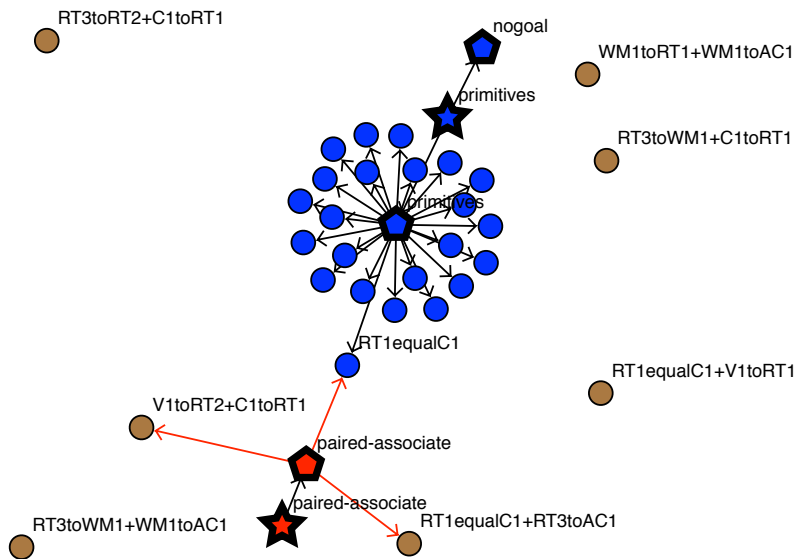 RT3toRT2+C1toRT1
nogoal
WM1toRT1+WM1toAC1
primitives
RT3toWM1+C1toRT1
primitives
RT1equalC1
RT1equalC1+V1toRT1
V1toRT2+C1toRT1
paired-associate
paired-associate
RT3toWM1+WM1toAC1
RT1equalC1+RT3toAC1